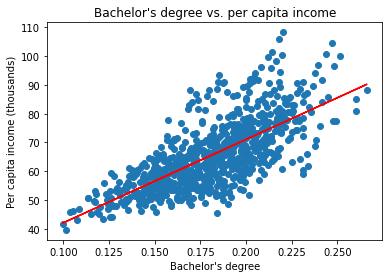 Bachelor's degree vs. per capita income
110
100
90
80
70
60
50
40
Per capita income (thousands)
0.100 0.125 0.150 0.175 0.200 0.225 0.250
Bachelor's degree